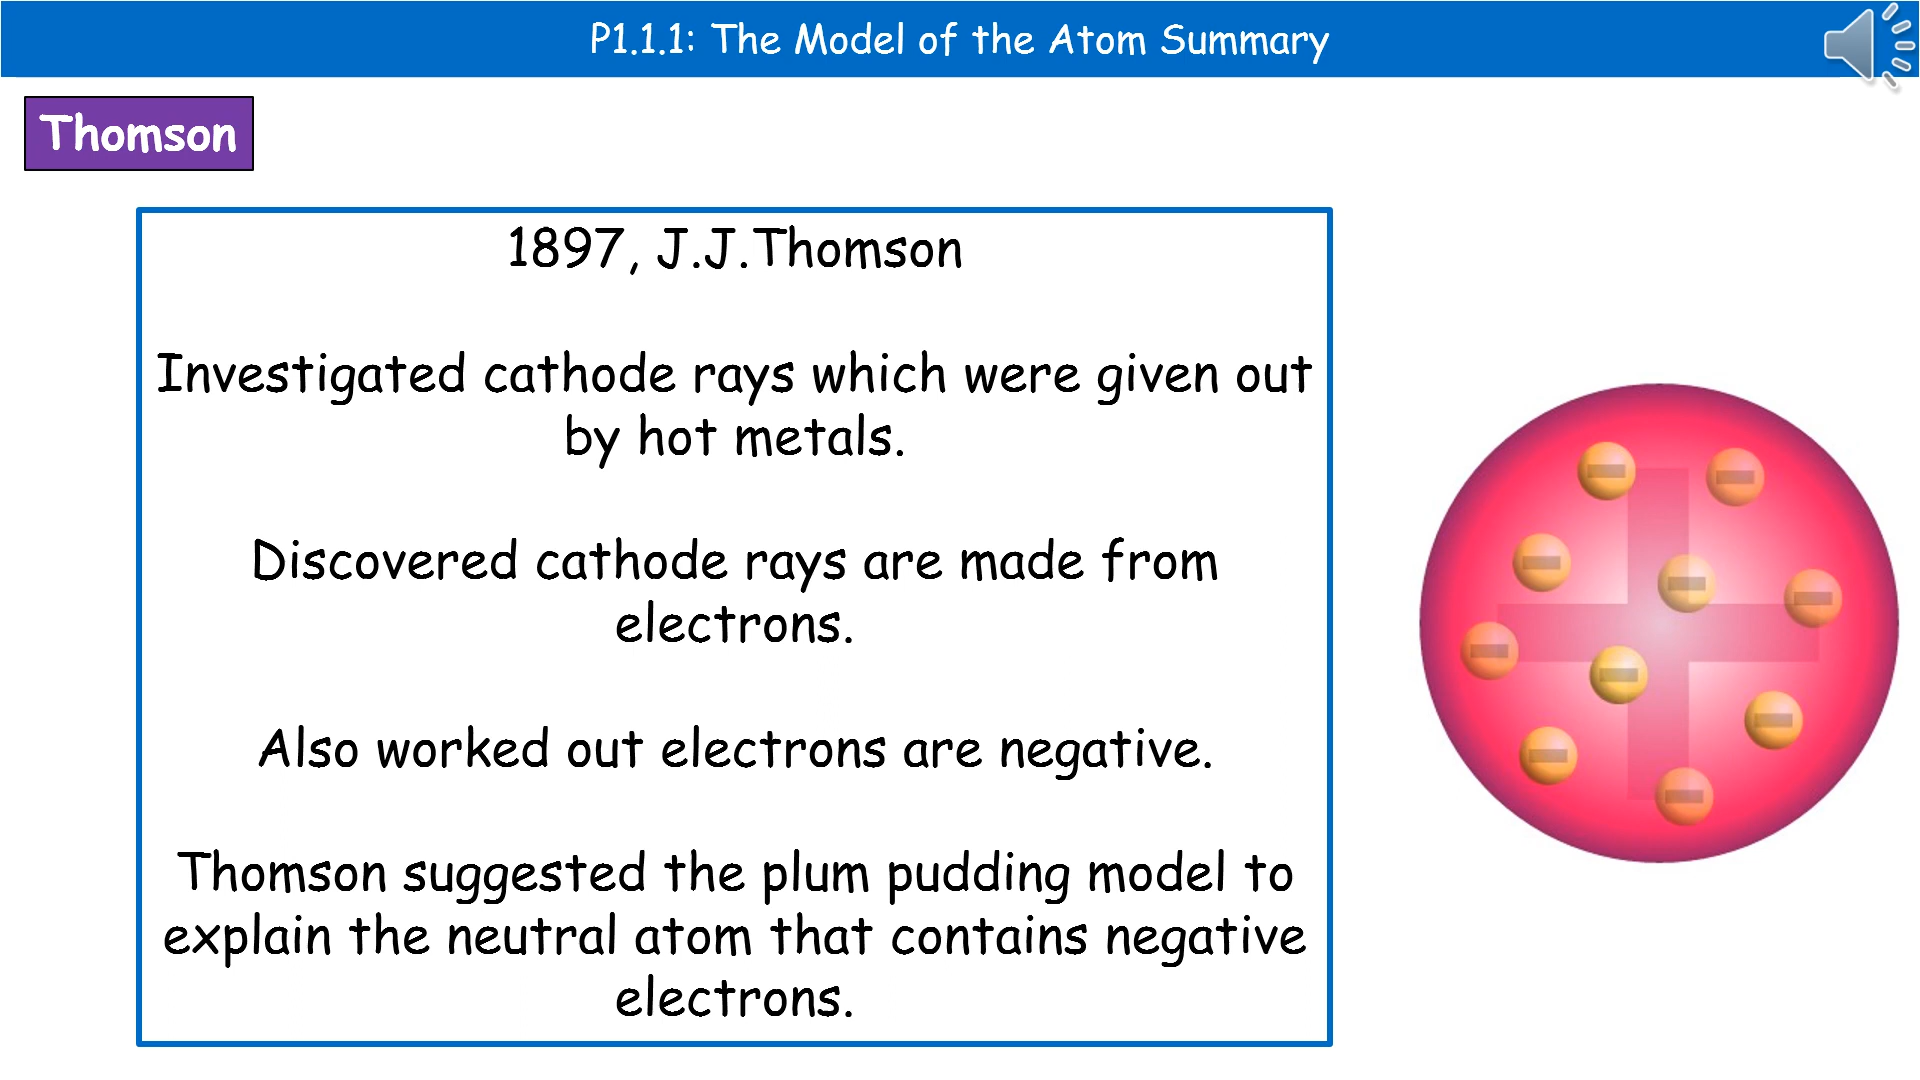 P1.1.1: The Model of the Atom Summary
Thomson
1897, J.J.Thomson
Investigated cathode rays which were given out
by hot metals.
Discovered cathode rays are made from
electrons.
Also worked out electrons are negative.
Thomson suggested the plum pudding model to
explain the neutral atom that contains negative
electrons.